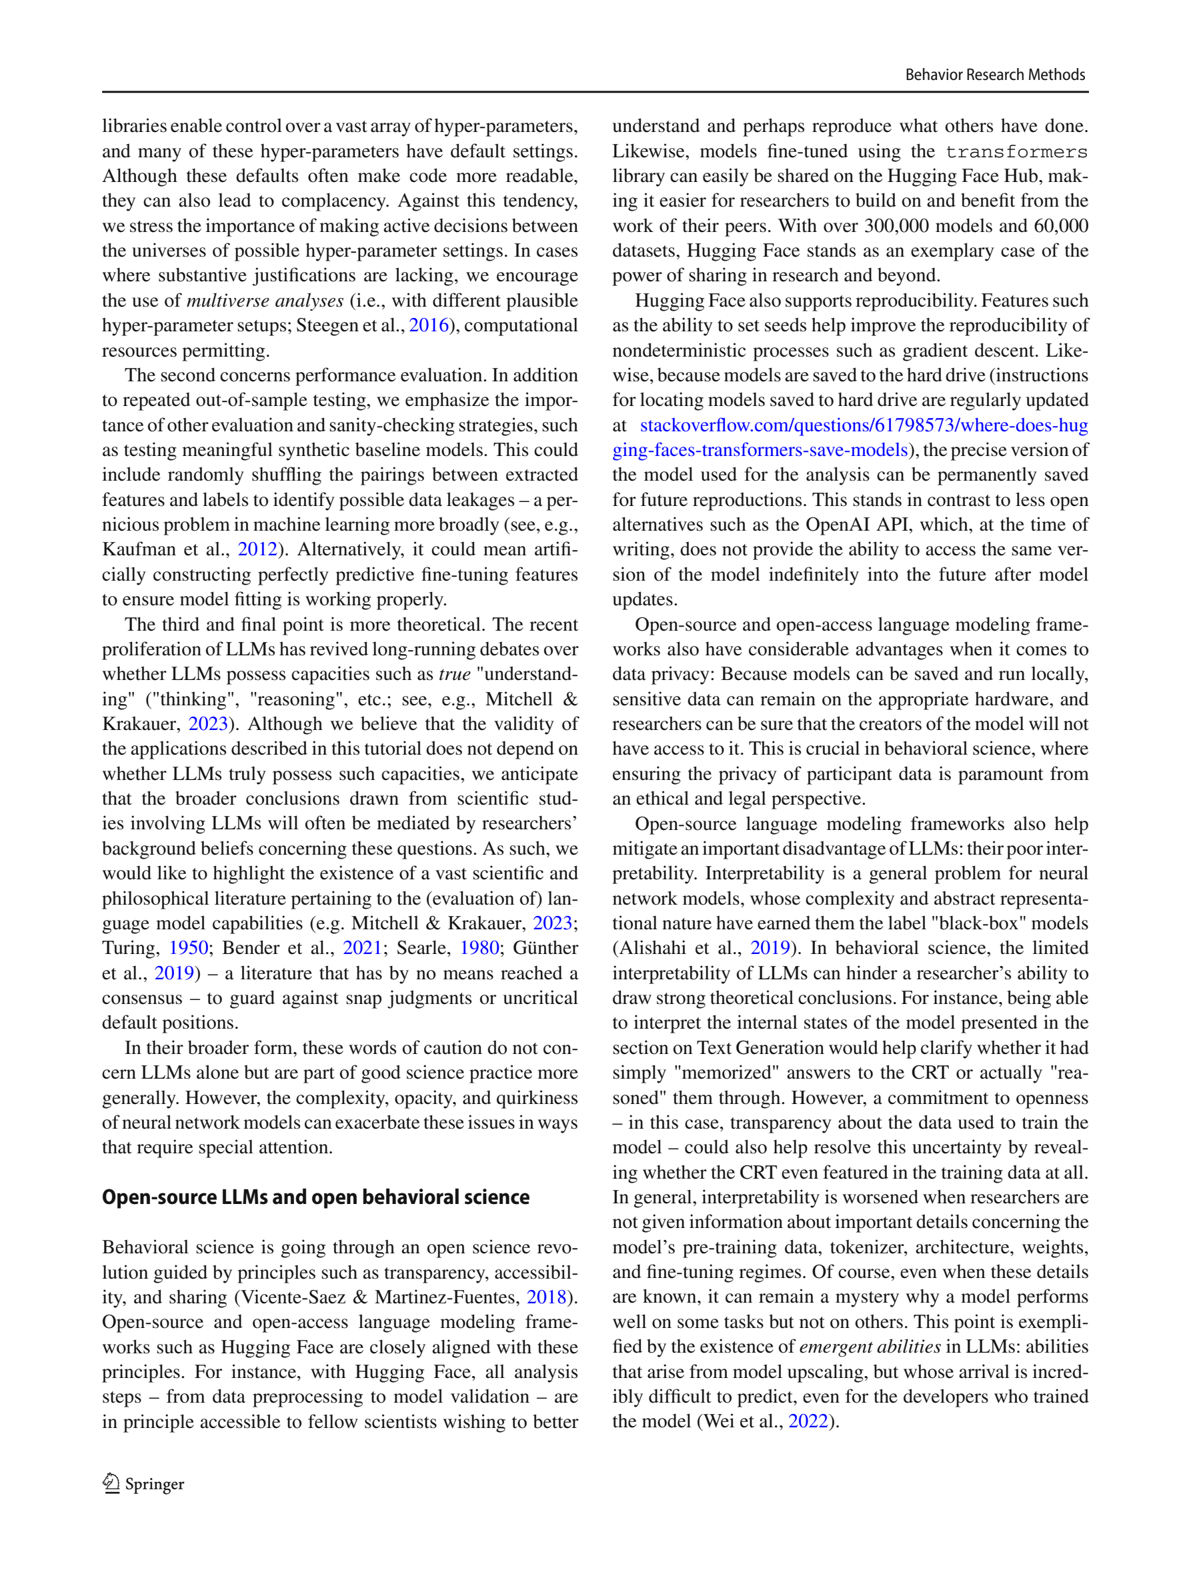 Behavior Research Methods
libraries enable control over a vast array of hyper-parameters,
and many of these hyper-parameters have default settings.
Although these defaults often make code more readable,
they can also lead to complacency. Against this tendency,
we stress the importance of making active decisions between
the universes of possible hyper-parameter settings. In cases
where substantive justifications are lacking, we encourage
the use of multiverse analyses (i.e., with different plausible
hyper-parameter setups; Steegen et al., 2016), computational
resources permitting.
The second concerns performance evaluation. In addition
to repeated out-of-sample testing, we emphasize the impor-
tance of other evaluation and sanity-checking strategies, such
as testing meaningful synthetic baseline models. This could
include randomly shuffling the pairings between extracted
features and labels to identify possible data leakages – a per-
nicious problem in machine learning more broadly (see, e.g.,
Kaufman et al., 2012). Alternatively, it could mean artifi-
cially constructing perfectly predictive fine-tuning features
to ensure model fitting is working properly.
The third and final point is more theoretical. The recent
proliferation of LLMs has revived long-running debates over
whether LLMs possess capacities such as true "understand-
ing" ("thinking", "reasoning", etc.; see, e.g., Mitchell &
Krakauer, 2023). Although we believe that the validity of
the applications described in this tutorial does not depend on
whether LLMs truly possess such capacities, we anticipate
that the broader conclusions drawn from scientific stud-
ies involving LLMs will often be mediated by researchers’
background beliefs concerning these questions. As such, we
would like to highlight the existence of a vast scientific and
philosophical literature pertaining to the (evaluation of) lan-
guage model capabilities (e.g. Mitchell & Krakauer, 2023;
Turing, 1950; Bender et al., 2021; Searle, 1980; Günther
et al., 2019) – a literature that has by no means reached a
consensus – to guard against snap judgments or uncritical
default positions.
In their broader form, these words of caution do not con-
cern LLMs alone but are part of good science practice more
generally. However, the complexity, opacity, and quirkiness
of neural network models can exacerbate these issues in ways
that require special attention.
Open-source LLMs and open behavioral science
Behavioral science is going through an open science revo-
lution guided by principles such as transparency, accessibil-
ity, and sharing (Vicente-Saez & Martinez-Fuentes, 2018).
Open-source and open-access language modeling frame-
works such as Hugging Face are closely aligned with these
principles. For instance, with Hugging Face, all analysis
steps – from data preprocessing to model validation – are
in principle accessible to fellow scientists wishing to better
understand and perhaps reproduce what others have done.
Likewise, models fine-tuned using the transformers
library can easily be shared on the Hugging Face Hub, mak-
ing it easier for researchers to build on and benefit from the
work of their peers. With over 300,000 models and 60,000
datasets, Hugging Face stands as an exemplary case of the
power of sharing in research and beyond.
Hugging Face also supports reproducibility. Features such
as the ability to set seeds help improve the reproducibility of
nondeterministic processes such as gradient descent. Like-
wise, because models are saved to the hard drive (instructions
for locating models saved to hard drive are regularly updated
at stackoverflow.com/questions/61798573/where-does-hug
ging-faces-transformers-save-models), the precise version of
the model used for the analysis can be permanently saved
for future reproductions. This stands in contrast to less open
alternatives such as the OpenAI API, which, at the time of
writing, does not provide the ability to access the same ver-
sion of the model indefinitely into the future after model
updates.
Open-source and open-access language modeling frame-
works also have considerable advantages when it comes to
data privacy: Because models can be saved and run locally,
sensitive data can remain on the appropriate hardware, and
researchers can be sure that the creators of the model will not
have access to it. This is crucial in behavioral science, where
ensuring the privacy of participant data is paramount from
an ethical and legal perspective.
Open-source language modeling frameworks also help
mitigate an important disadvantage of LLMs: their poor inter-
pretability. Interpretability is a general problem for neural
network models, whose complexity and abstract representa-
tional nature have earned them the label "black-box" models
(Alishahi et al., 2019). In behavioral science, the limited
interpretability of LLMs can hinder a researcher’s ability to
draw strong theoretical conclusions. For instance, being able
to interpret the internal states of the model presented in the
section on Text Generation would help clarify whether it had
simply "memorized" answers to the CRT or actually "rea-
soned" them through. However, a commitment to openness
– in this case, transparency about the data used to train the
model – could also help resolve this uncertainty by reveal-
ing whether the CRT even featured in the training data at all.
In general, interpretability is worsened when researchers are
not given information about important details concerning the
model’s pre-training data, tokenizer, architecture, weights,
and fine-tuning regimes. Of course, even when these details
are known, it can remain a mystery why a model performs
well on some tasks but not on others. This point is exempli-
fied by the existence of emergent abilities in LLMs: abilities
that arise from model upscaling, but whose arrival is incred-
ibly difficult to predict, even for the developers who trained
the model (Wei et al., 2022).
Springer